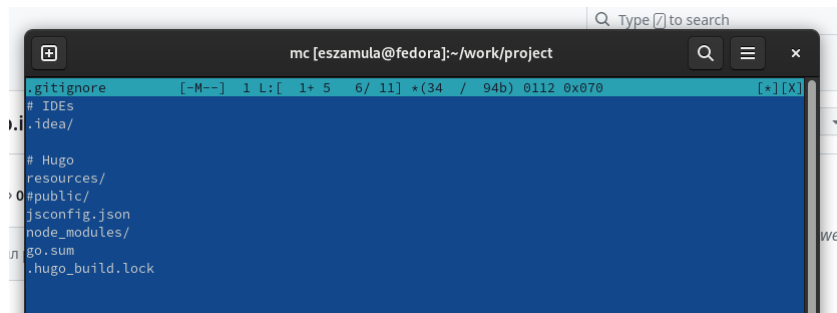 Type / to search
mc [eszamula@fedora]:~/work/project
.gitignore [-M--] 1 L:[ 1+ 5 6/ 11] *(34 / 94b) 0112 0x070 [*][X]
# IDEs
.idea/
# Hugo
resources/
#public/
jsconfig.json
node_modules/
go.sum
.hugo_build.lock